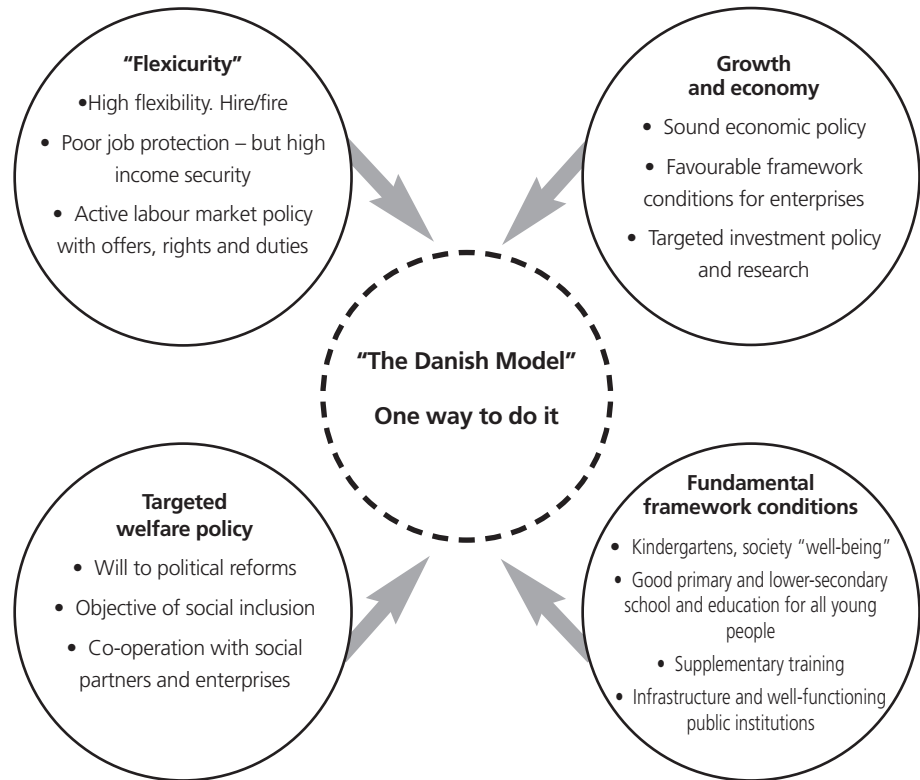 “Flexicurity”
•High flexibility. Hire/fire
• Poor job protection – but high
income security
• Active labour market policy
with offers, rights and duties
Growth
and economy
• Sound economic policy
• Favourable framework
conditions for enterprises
• Targeted investment policy
and research
“The Danish Model”
One way to do it
Targeted
welfare policy
• Will to political reforms
• Objective of social inclusion
• Co-operation with social
partners and enterprises
Fundamental
framework conditions
• Kindergartens, society “well-being”
• Good primary and lower-secondary
school and education for all young
people
• Supplementary training
• Infrastructure and well-functioning
public institutions